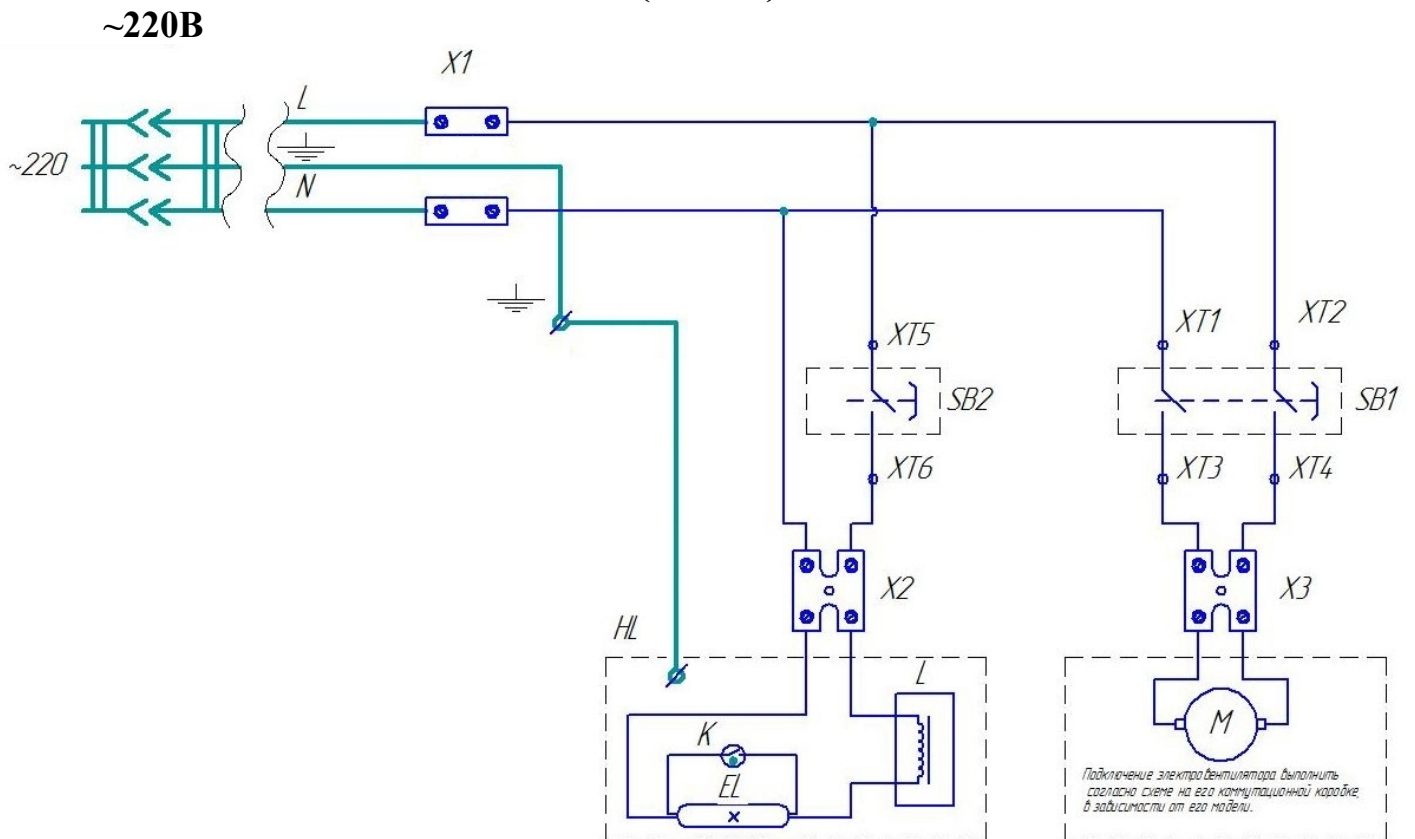 ~220В
X1
L
~220
N
XT5
XT1
XT2
SB2
SB1
XT6
XT3
XT4
X2
X3
HL
L
K
M
EL
Подключение электровентилятора выполнить
согласно схеме на его коммутационной коробке,
в зависимости от его модели.